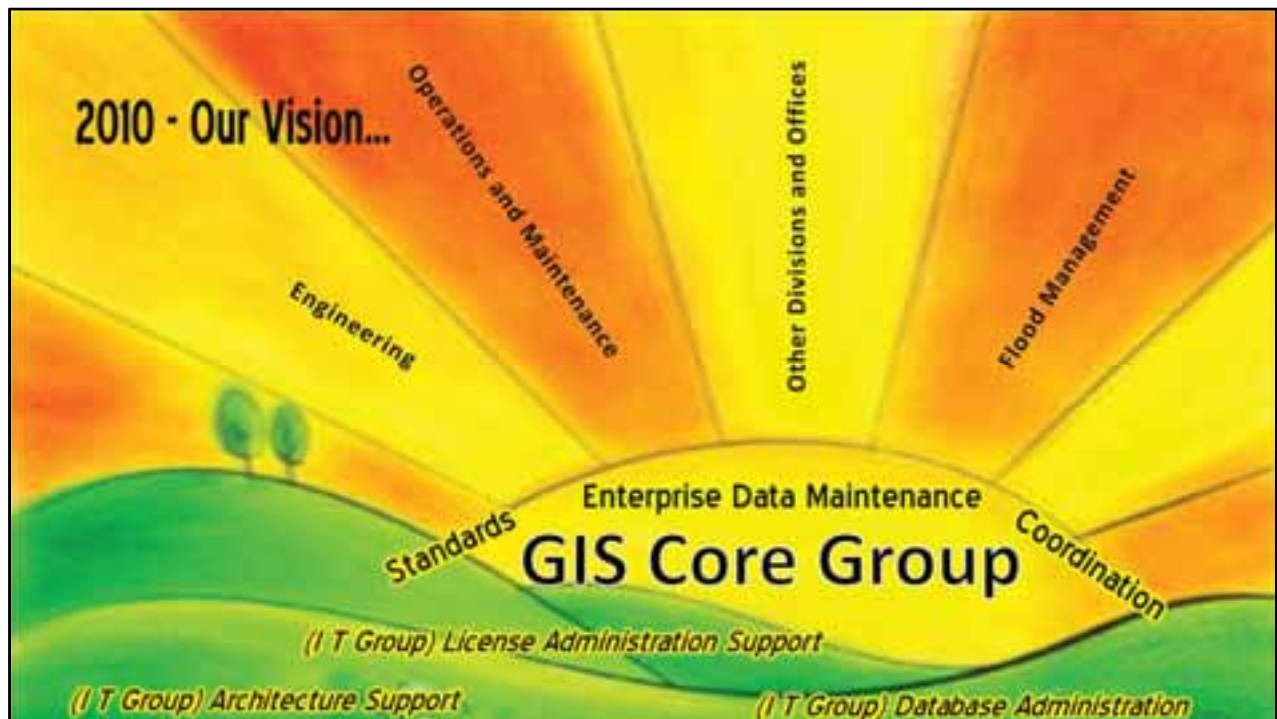 2010 - Our Vision...
Engineering
Operations and Maintenance
Other Divisions and Offices
Flood Management
Standards
Enterprise Data Maintenance
Coordination
GIS Core Group
(I T Group) License Administration Support
(I T Group) Architecture Support
(I T Group) Database Administration